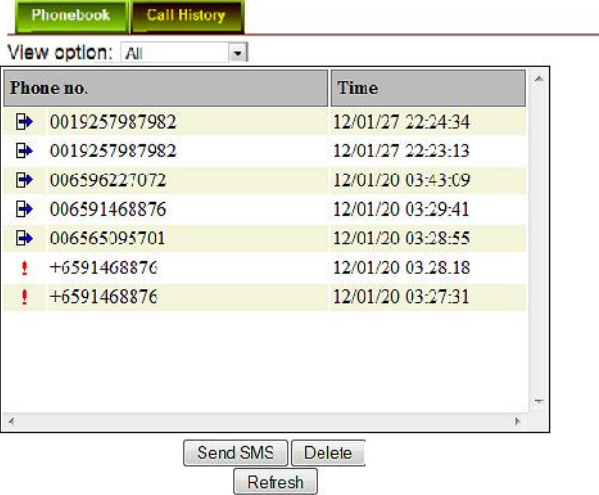 Phonebook Call History
View option: All
Phone no. Time
0019257987982 12/01/27 22:24:34
0019257987982 12/01/27 22:23:13
006596227072 12/01/20 03:43:09
006591468876 12/01/20 03:29:41
006565095701 12/01/20 03:28:55
! +6591468876 12/01/20 03:28:18
! +6591468876 12/01/20 03:27:31
Send SMS Delete
Refresh